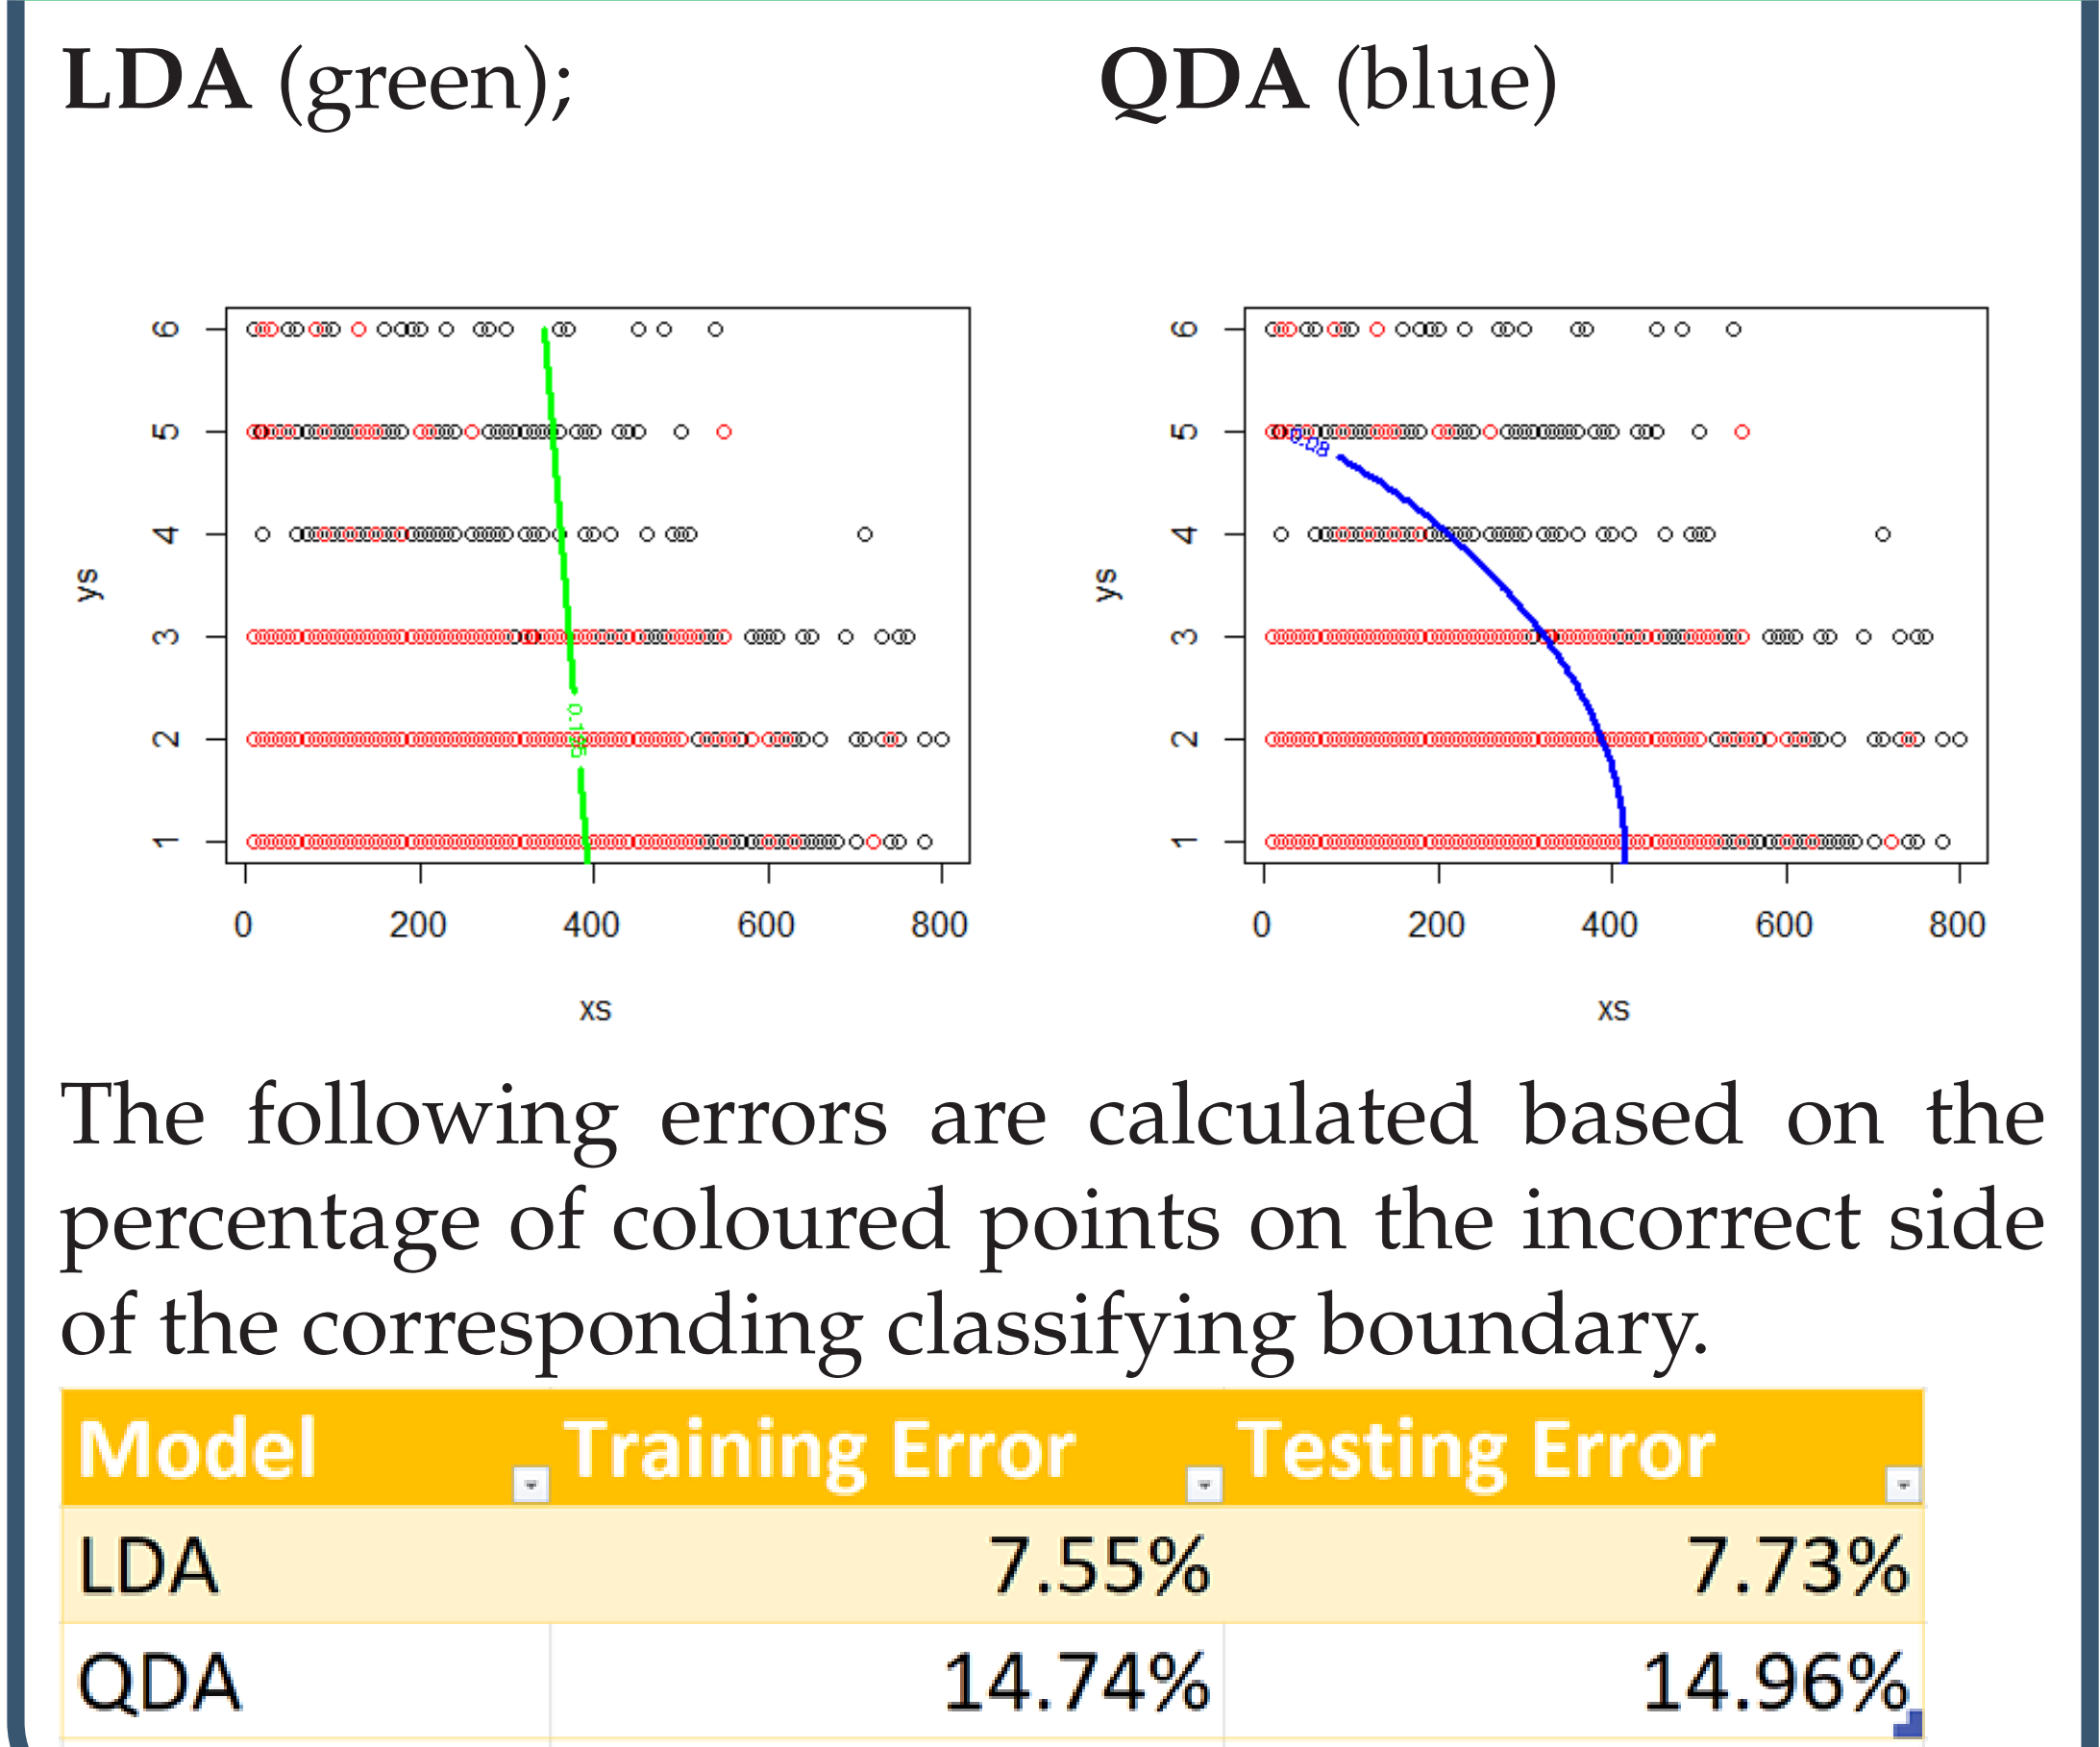 LDA (green); QDA (blue)
6
5
4
3
2
1
ys
0 200 400 600 800
xs
6
5
4
3
2
1
ys
0.08
0 200 400 600 800
xs
The following errors are calculated based on the
percentage of coloured points on the incorrect side
of the corresponding classifying boundary.
Model Training Error Testing Error
LDA 7.55% 7.73%
QDA 14.74% 14.96%